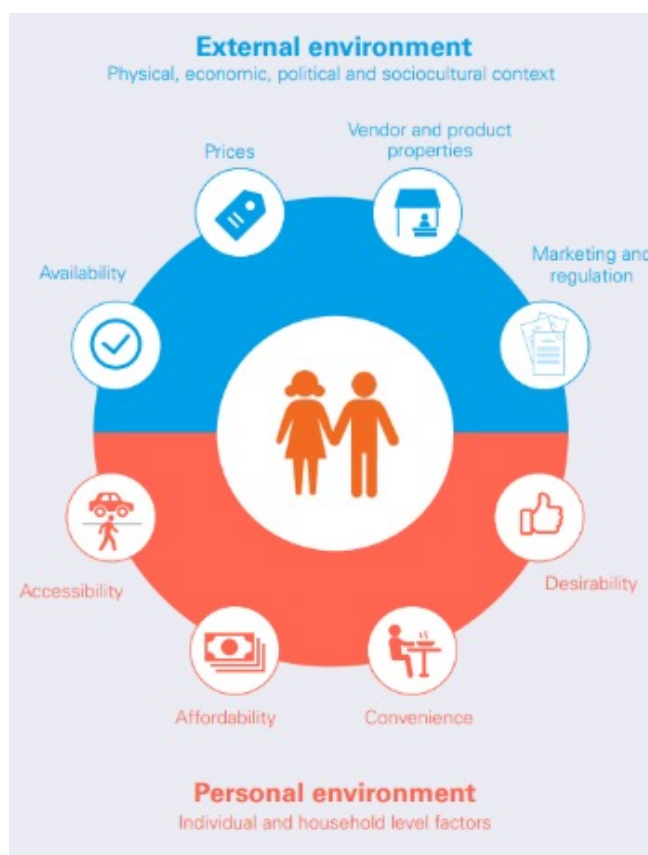 External environment
Physical, economic, political and sociocultural context
Vendor and product
properties
Prices
Marketing and
regulation
Availability
Accessibility
Desirability
Affordability
Convenience
Personal environment
Individual and household level factors